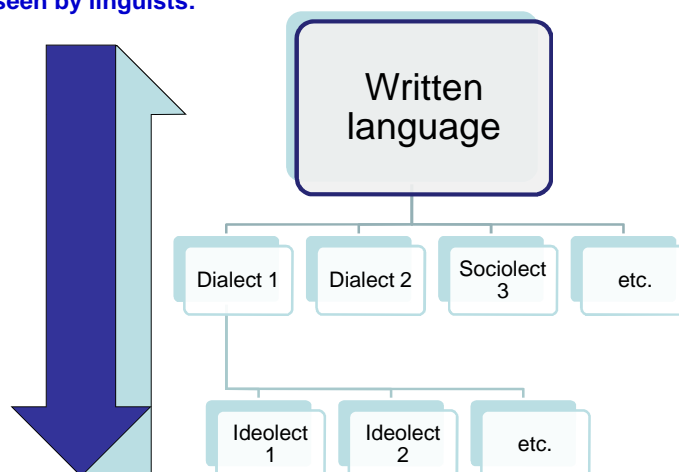 seen by linguists.
Written
language
Dialect 1
Dialect 2
Sociolect
3
etc.
Ideolect
1
Ideolect
2
etc.